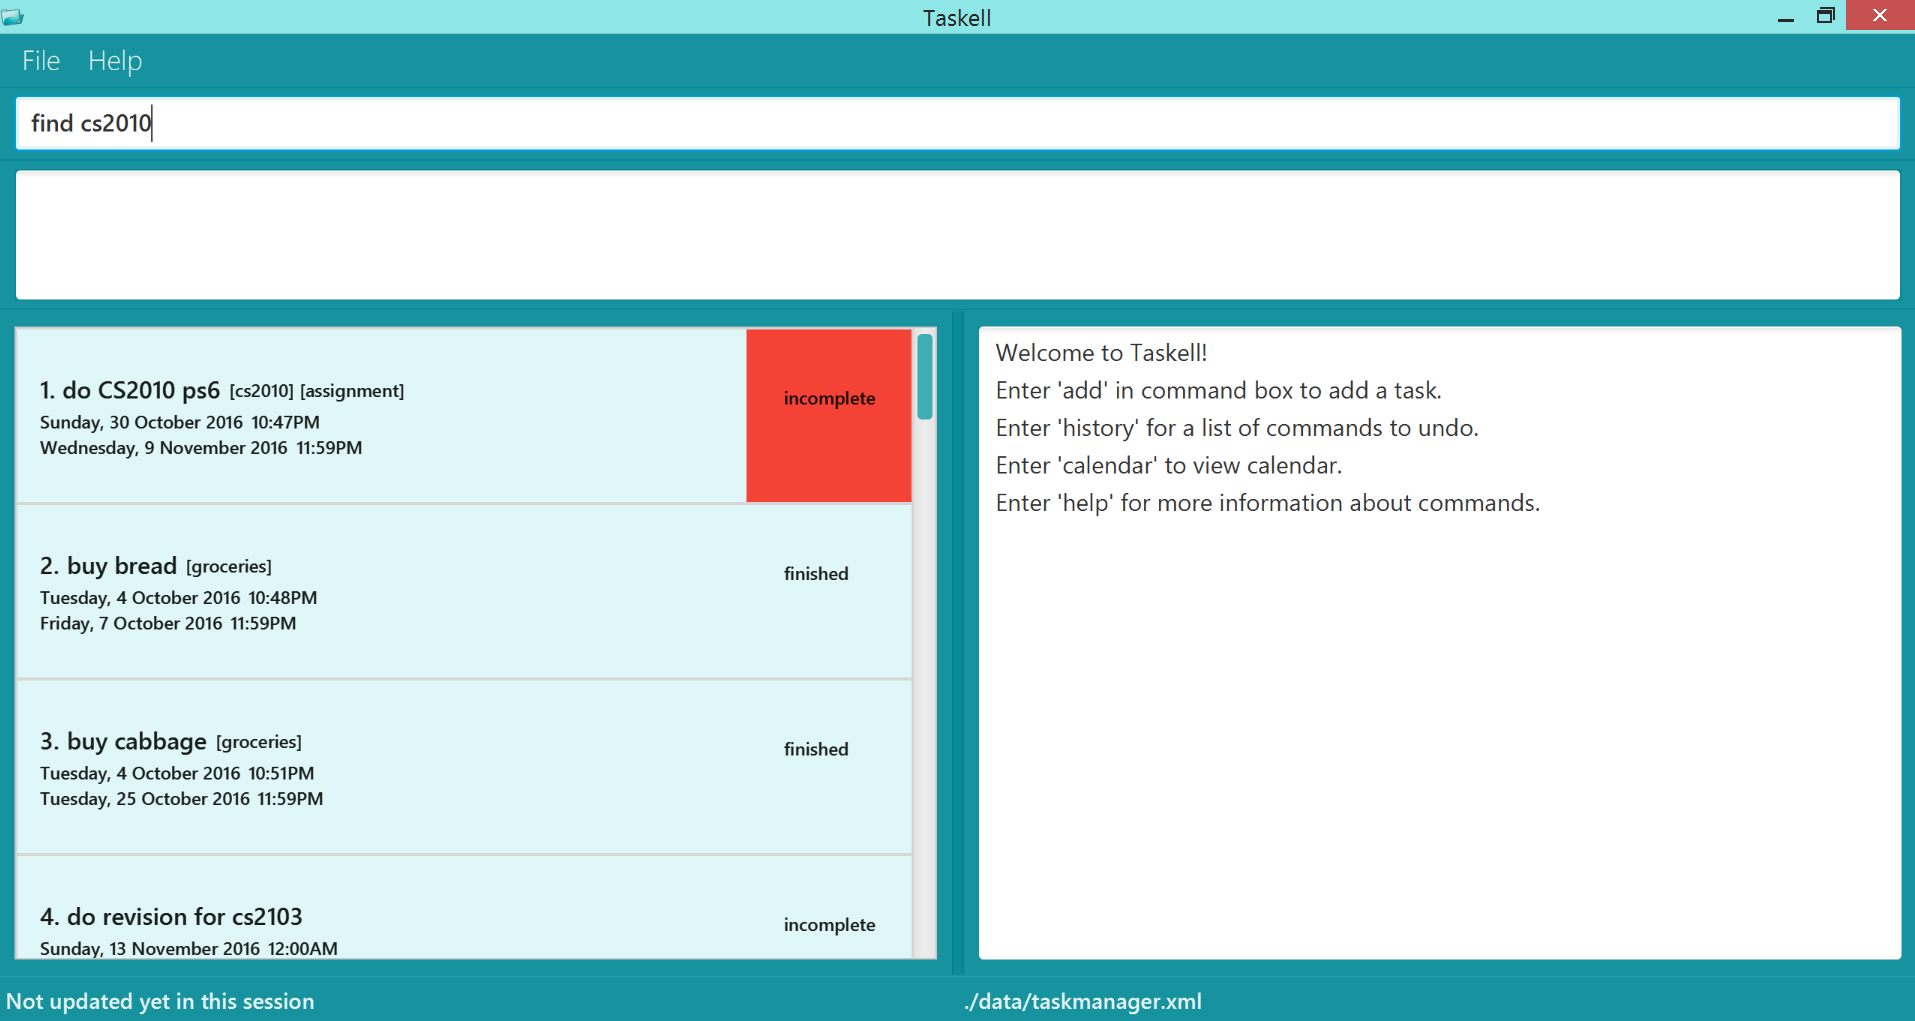 Taskell
File Help
find cs2010
1. do CS2010 ps6 [cs2010] [assignment]
incomplete
Sunday, 30 October 2016 10:47PM
Wednesday, 9 November 2016 11:59PM
2. buy bread [groceries]
finished
Tuesday, 4 October 2016 10:48PM
Friday, 7 October 2016 11:59PM
3. buy cabbage [groceries]
finished
Tuesday, 4 October 2016 10:51PM
Tuesday, 25 October 2016 11:59PM
4. do revision for cs2103
incomplete
Sunday, 13 November 2016 12:00AM
Welcome to Taskell!
Enter 'add' in command box to add a task.
Enter 'history' for a list of commands to undo.
Enter 'calendar' to view calendar.
Enter 'help' for more information about commands.
Not updated yet in this session
./data/taskmanager.xml